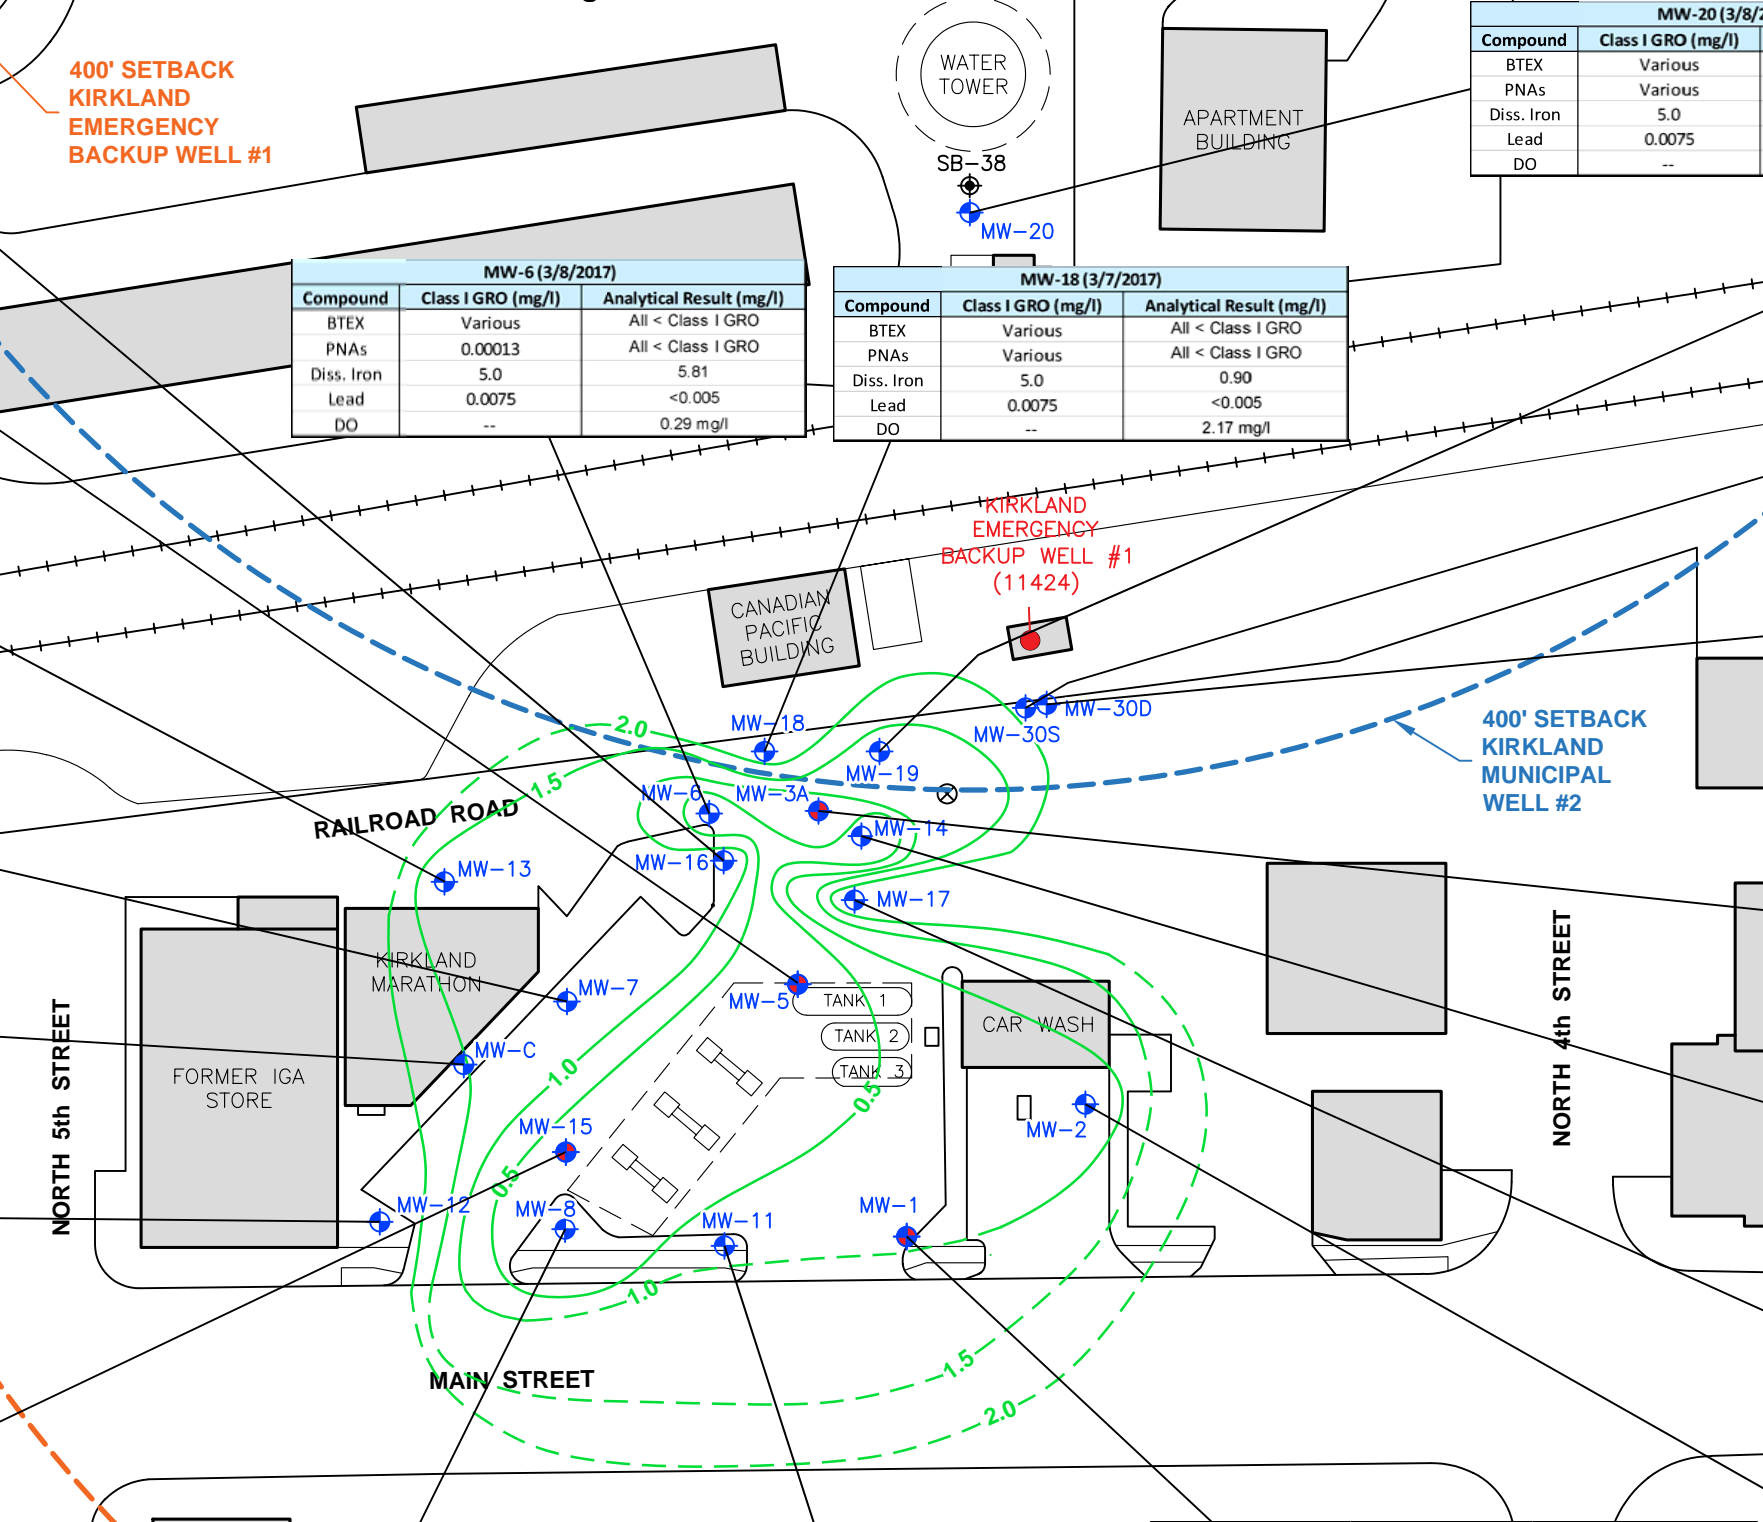 400' SETBACK
KIRKLAND
EMERGENCY
BACKUP WELL #1
WATER
TOWER
SB-38
MW-20
APARTMENT
BUILDING
MW-20 (3/8/2
Compound Class I GRO (mg/l)
BTEX Various
PNAs Various
Diss. Iron 5.0
Lead 0.0075
DO --
MW-6 (3/8/2017)
Compound Class I GRO (mg/l) Analytical Result (mg/l)
BTEX Various All < Class I GRO
PNAs 0.00013 All < Class I GRO
Diss. Iron 5.0 5.81
Lead 0.0075 <0.005
DO -- 0.29 mg/l
MW-18 (3/7/2017)
Compound Class I GRO (mg/l) Analytical Result (mg/l)
BTEX Various All < Class I GRO
PNAs Various All < Class I GRO
Diss. Iron 5.0 0.90
Lead 0.0075 <0.005
DO -- 2.17 mg/l
KIRKLAND
EMERGENCY
BACKUP WELL #1
(11424)
CANADIAN
PACIFIC
BUILDING
MW-18
2.0
MW-30D
MW-30S
400' SETBACK
KIRKLAND
MUNICIPAL
WELL #2
MW-19
1.5
MW-6
MW-3A
RAILROAD ROAD
MW-14
MW-16
MW-13
MW-17
KIRKLAND
MARATHON
MW-7
MW-5
TANK 1
TANK 2
TANK 3
CAR WASH
NORTH 4th STREET
NORTH 5th STREET
MW-C
FORMER IGA
STORE
1.0
0.5
MW-15
MW-2
0.5
MW-12
MW-8
MW-11
MW-1
1.0
MAIN STREET
1.5
2.0